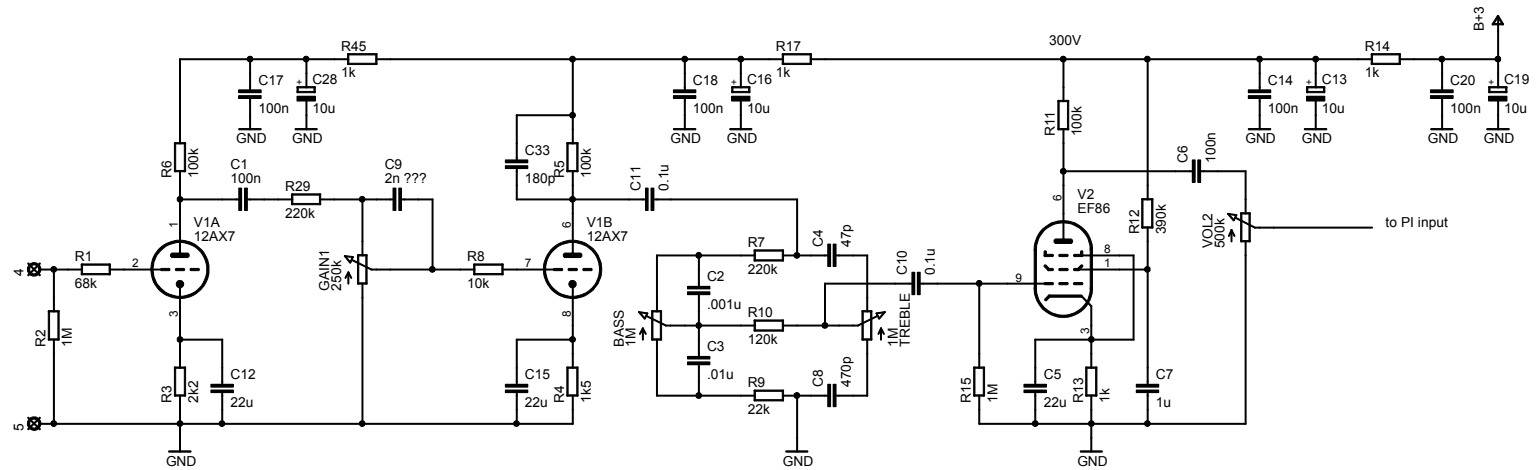 B+3
R45
1k
R17
1k
300V
R14
1k
C17
100n
C28
+
10u
GND
GND
C18
100n
C16
+
10u
GND
GND
C14
100n
C13
+
10u
GND
GND
C20
100n
C19
+
10u
GND
GND
R6
100k
C1
100n
R29
220k
C9
2n ???
C33
180p
R5
100k
C11
0.1u
R11
100k
C6
100n
1
V1A
12AX7
6
V1B
12AX7
6
V2
EF86
R12
390k
VOL2
500k
to PI input
4
R1
68k
2
3
GAIN1
250k
R8
10k
7
8
R7
220k
C4
47p
C10
0.1u
C2
.001u
9
8
1
3
R2
1M
BASS
1M
R10
120k
1M
TREBLE
C3
.01u
R3
2k2
C12
22u
C15
22u
R4
1k5
R9
22k
C8
470p
R15
1M
C5
22u
R13
1k
C7
1u
5
GND
GND
GND